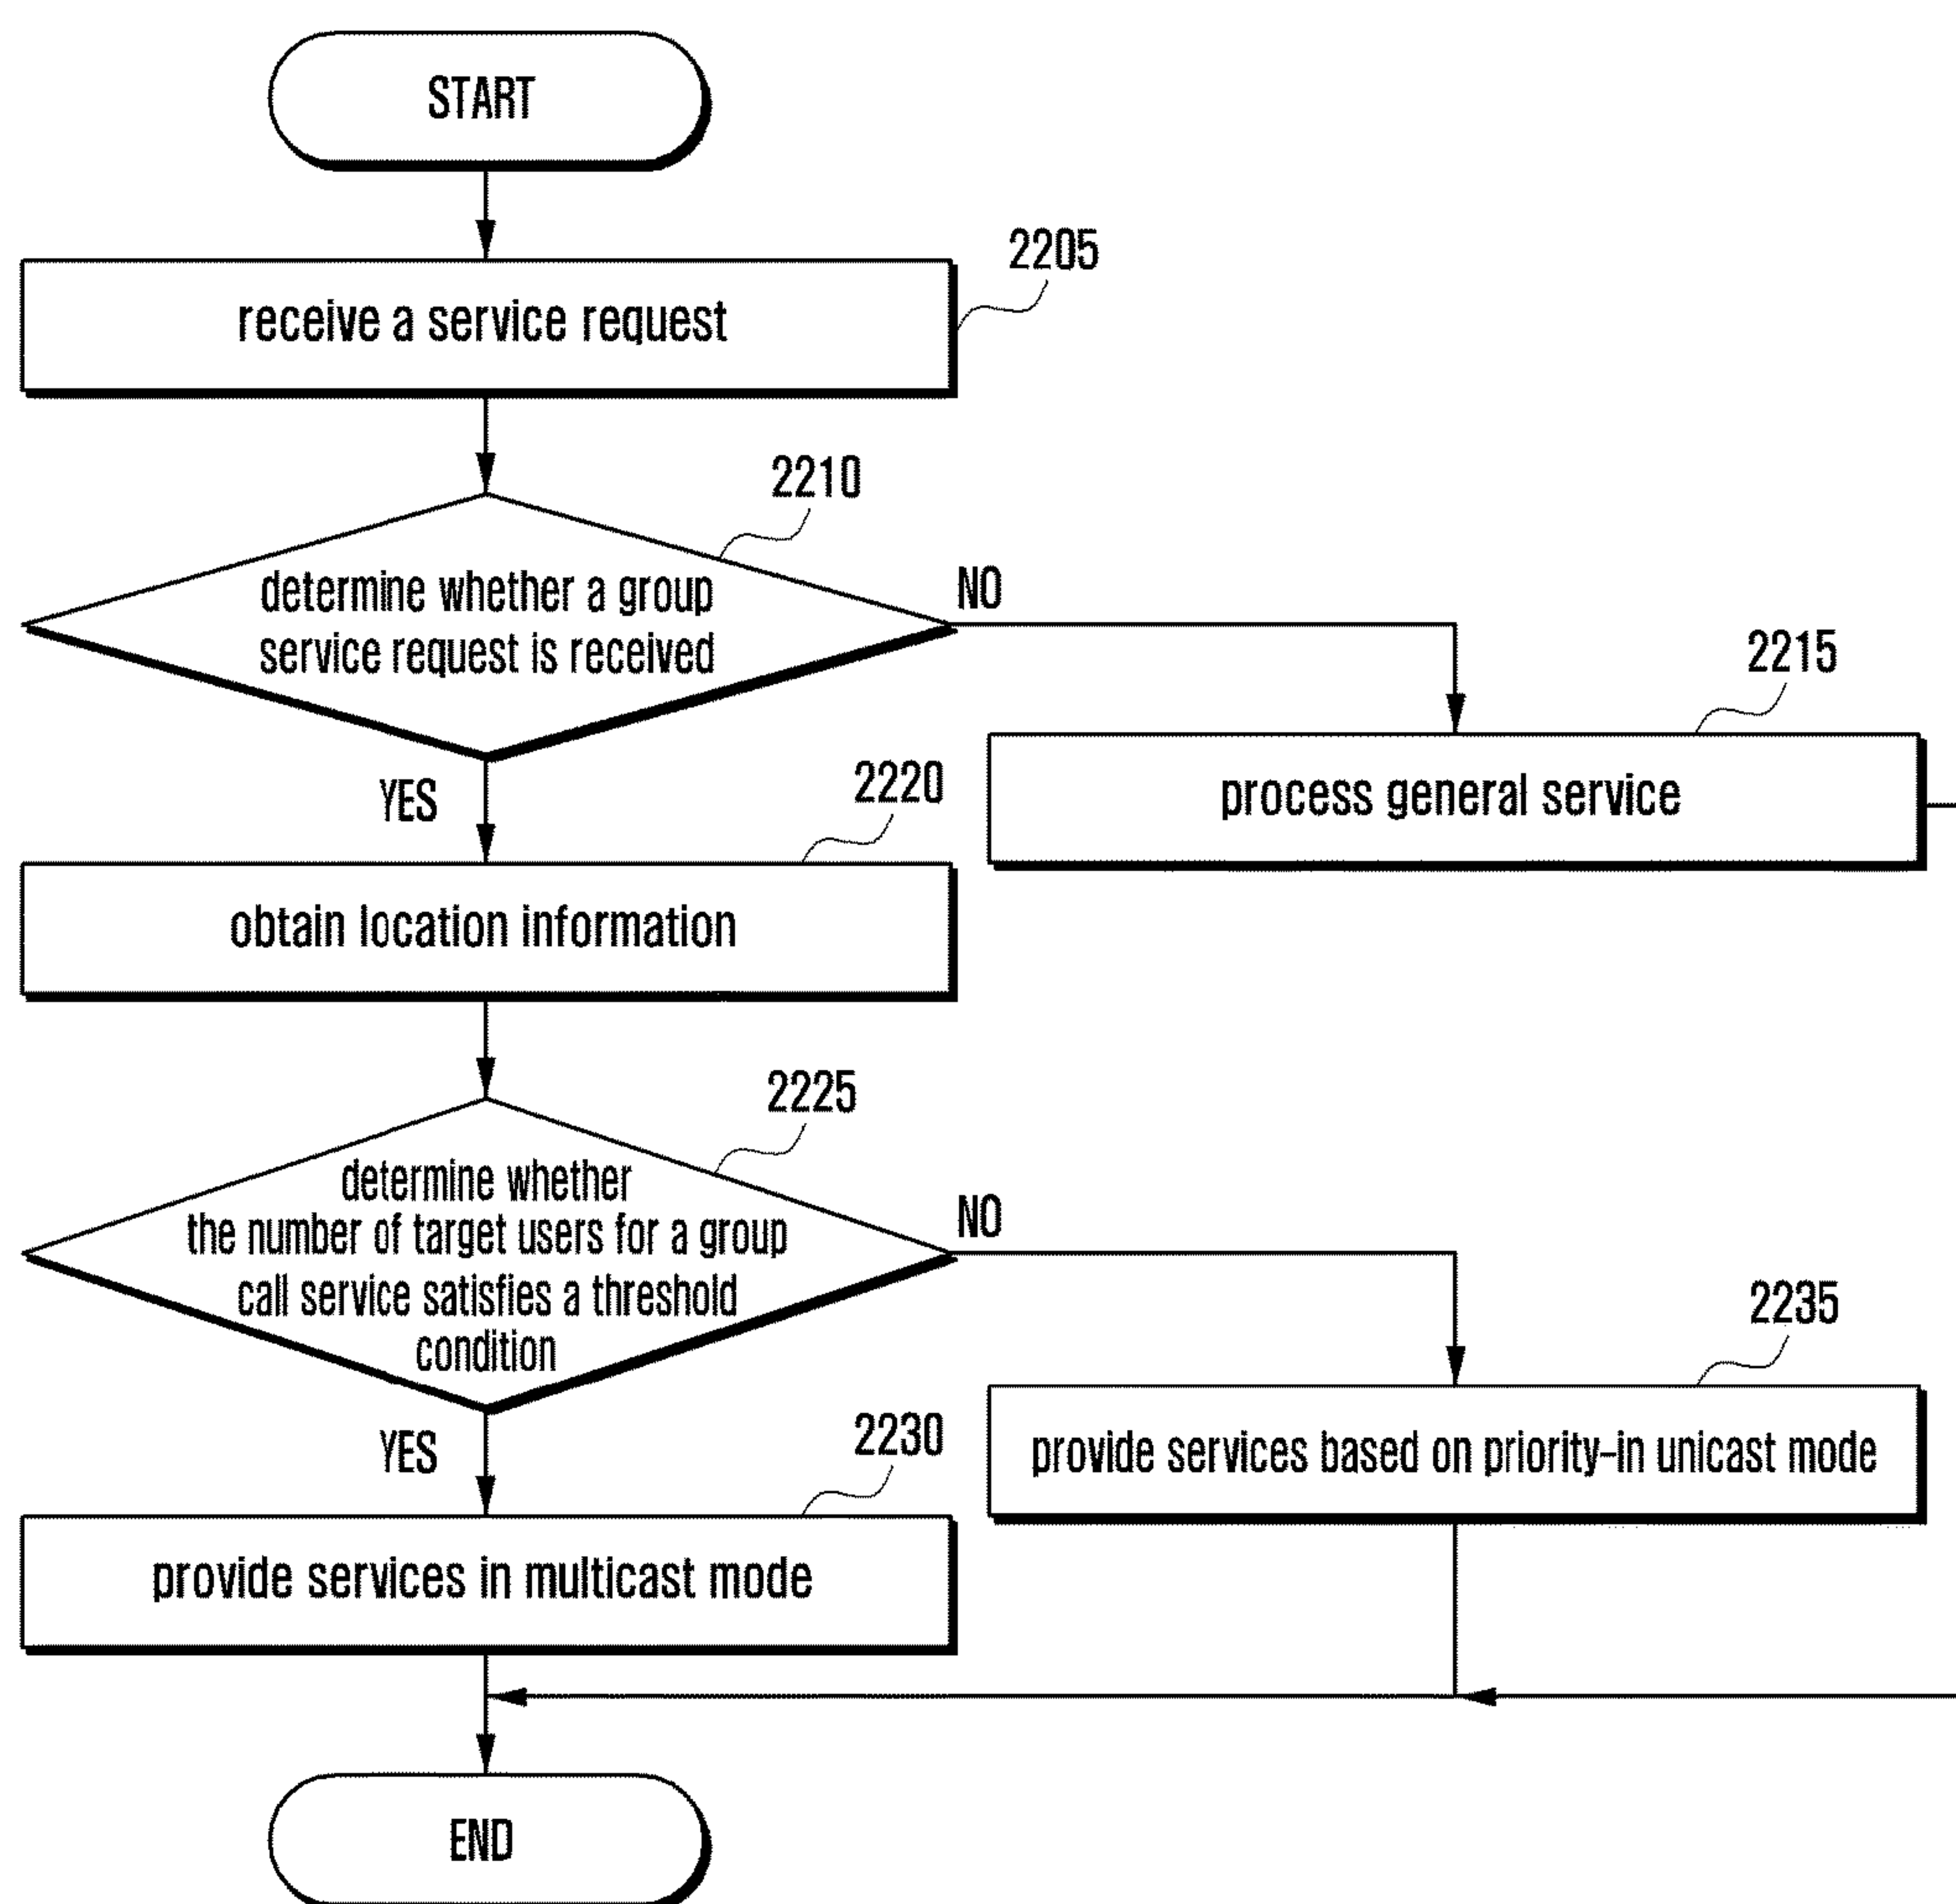 START
2205
receive a service request
2210
determine whether a group
service request is received
NO
2215
process general service
YES
2220
obtain location information
2225
determine whether
the number of target users for a group
call service satisfies a threshold
condition
NO
2235
provide services based on priority-in unicast mode
YES
2230
provide services in multicast mode
END